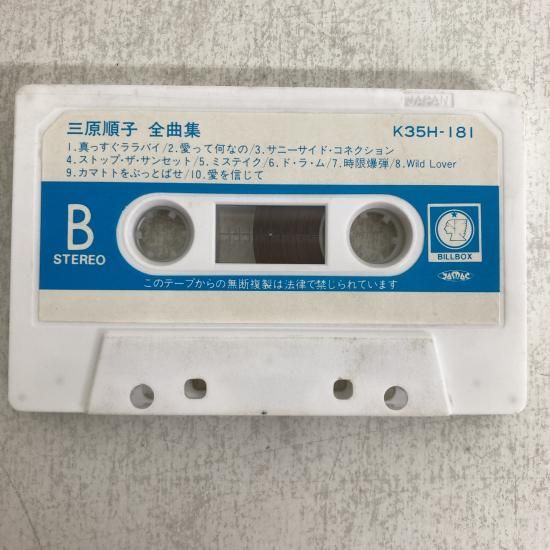 JAPAN
三原順子 全曲集 K35H-181
1.真っすぐララバイ/2.愛って何なの/3.サニーサイド・コネクション
4.ストップ・ザ・サンセット/5.ミステイク/6.ド・ラ・ム/7.時限爆弾/8.Wild Lover
9.カマトトをぶっとばせ/10.愛を信じて
B
STEREO
BILLBOX
このテープからの無断複製は法律で禁じられています